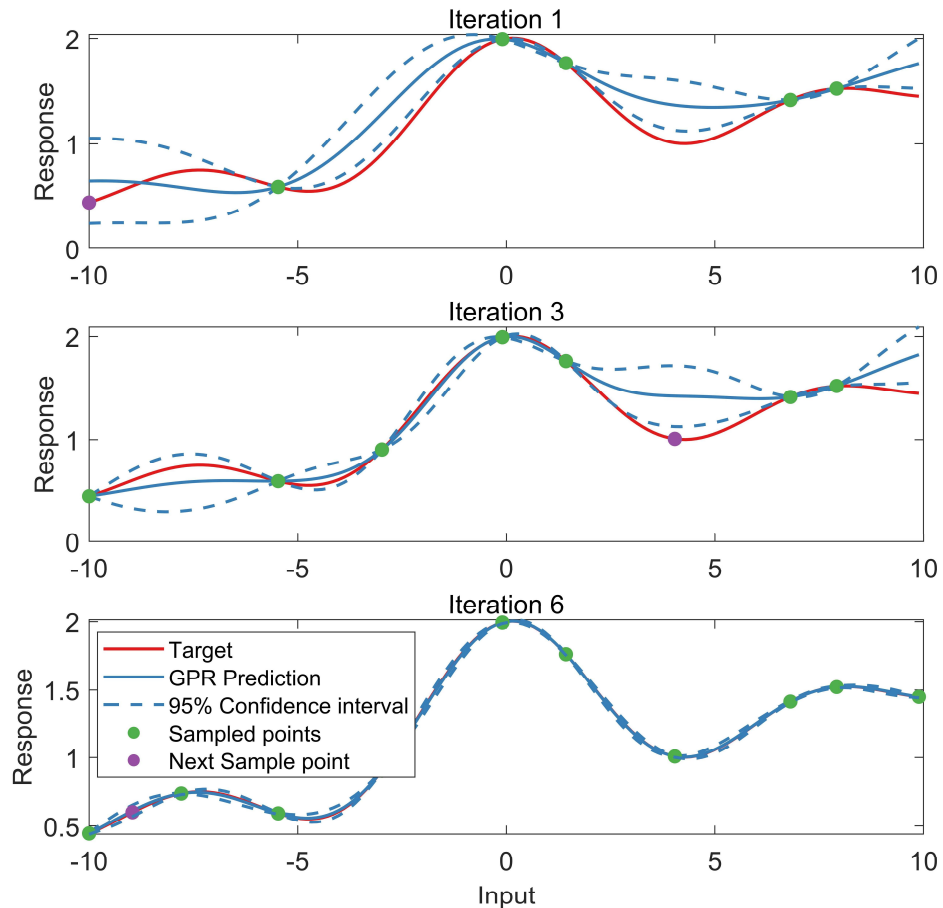 Iteration 1
2
1
0
Response
-10
-5
0
5
10
Iteration 3
2
1
0
Response
-10
-5
0
5
10
Iteration 6
2
1.5
1
0.5
Response
Target
GPR Prediction
95% Confidence interval
Sampled points
Next Sample point
-10
-5
0
5
10
Input